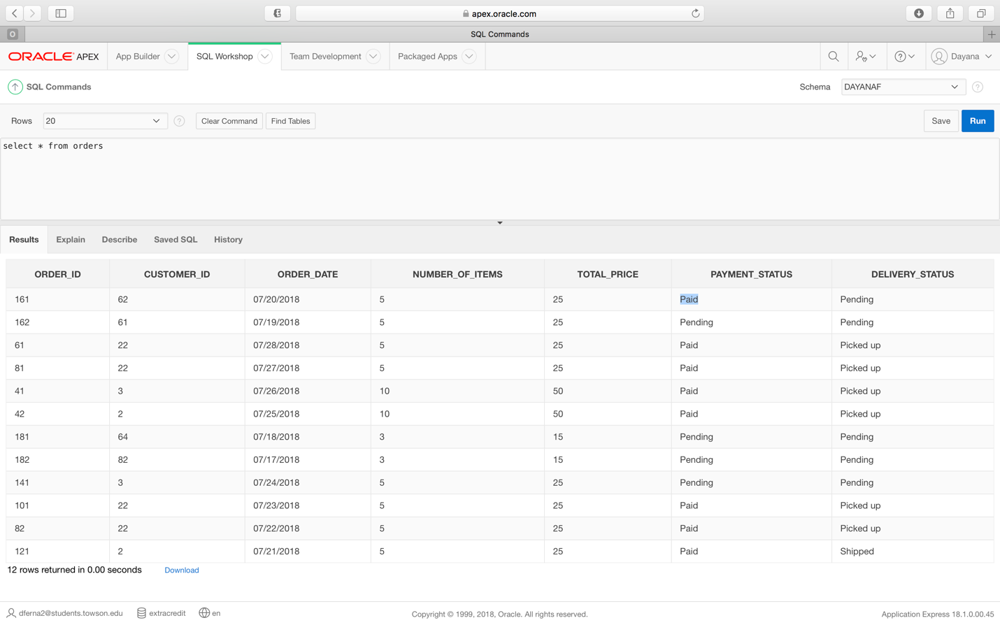 apex.oracle.com
O SQL Commands
ORACLE APEX App Builder SQL Workshop Team Development Packaged Apps Dayana
SQL Commands Schema DAYANAF ?
Rows 20 ? Clear Command Find Tables Save Run
select * from orders
Results Explain Describe Saved SQL History
ORDER_ID CUSTOMER_ID ORDER_DATE NUMBER_OF_ITEMS TOTAL_PRICE PAYMENT_STATUS DELIVERY_STATUS
161 62 07/20/2018 5 25 Paid Pending
162 61 07/19/2018 5 25 Pending Pending
61 22 07/28/2018 5 25 Paid Picked up
81 22 07/27/2018 5 25 Paid Picked up
41 3 07/26/2018 10 50 Paid Picked up
42 2 07/25/2018 10 50 Paid Picked up
181 64 07/18/2018 3 15 Pending Pending
182 82 07/17/2018 3 15 Pending Pending
141 3 07/24/2018 5 25 Pending Pending
101 22 07/23/2018 5 25 Paid Picked up
82 22 07/22/2018 5 25 Paid Picked up
121 2 07/21/2018 5 25 Paid Shipped
12 rows returned in 0.00 seconds Download
dferna2@students.towson.edu extracredit en Copyright © 1999, 2018, Oracle. All rights reserved. Application Express 18.1.0.00.45